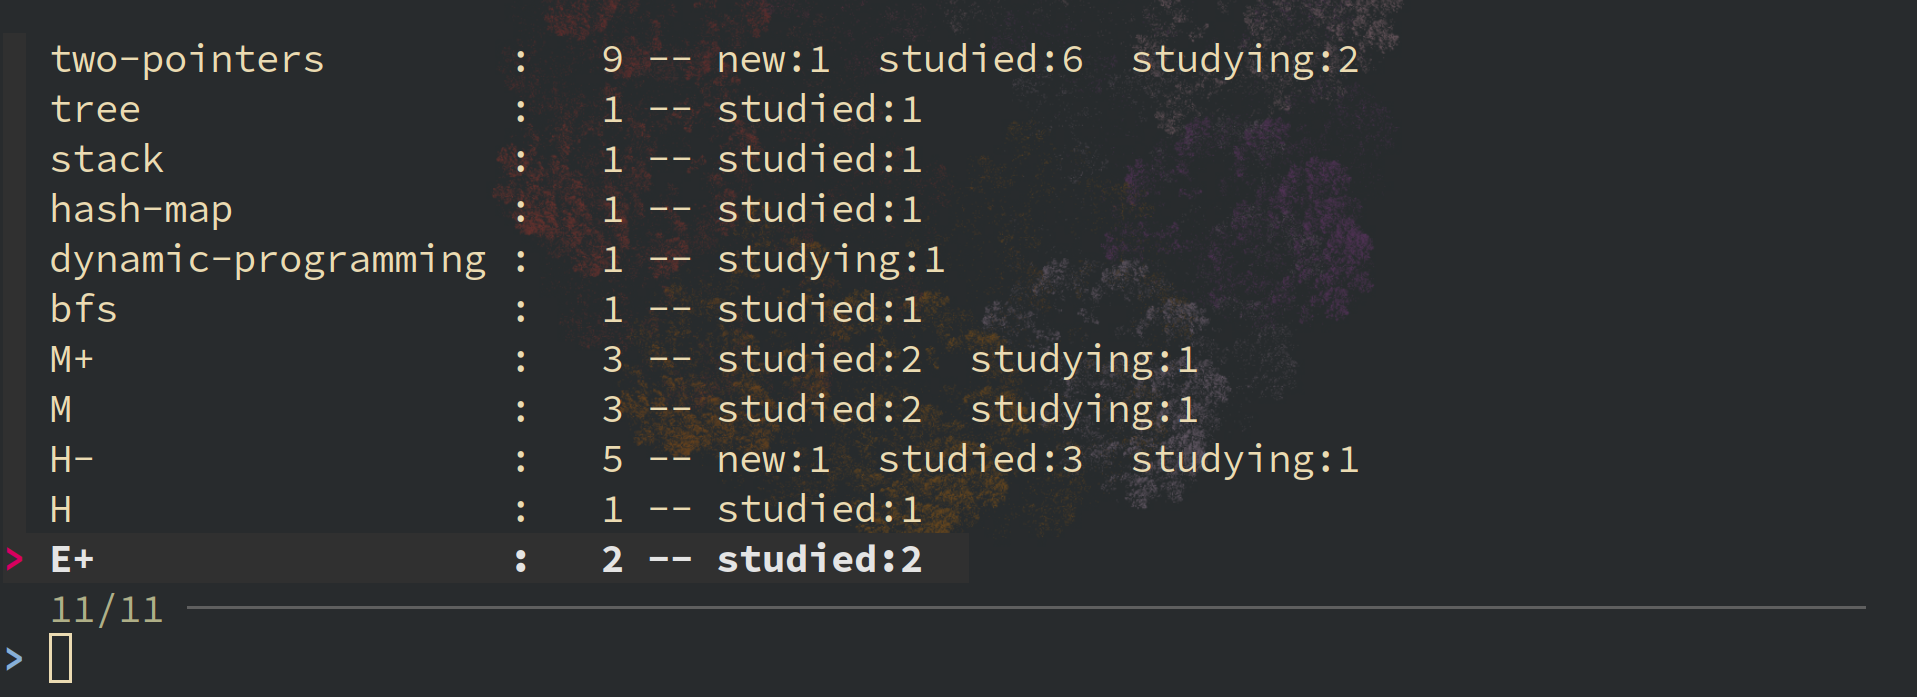 two-pointers : 9 -- new:1 studied:6 studying:2
tree : 1 -- studied:1
stack : 1 -- studied:1
hash-map : 1 -- studied:1
dynamic-programming : 1 -- studying:1
bfs : 1 -- studied:1
M+ : 3 -- studied:2 studying:1
M : 3 -- studied:2 studying:1
H- : 5 -- new:1 studied:3 studying:1
H : 1 -- studied:1
> E+ : 2 -- studied:2
11/11
>